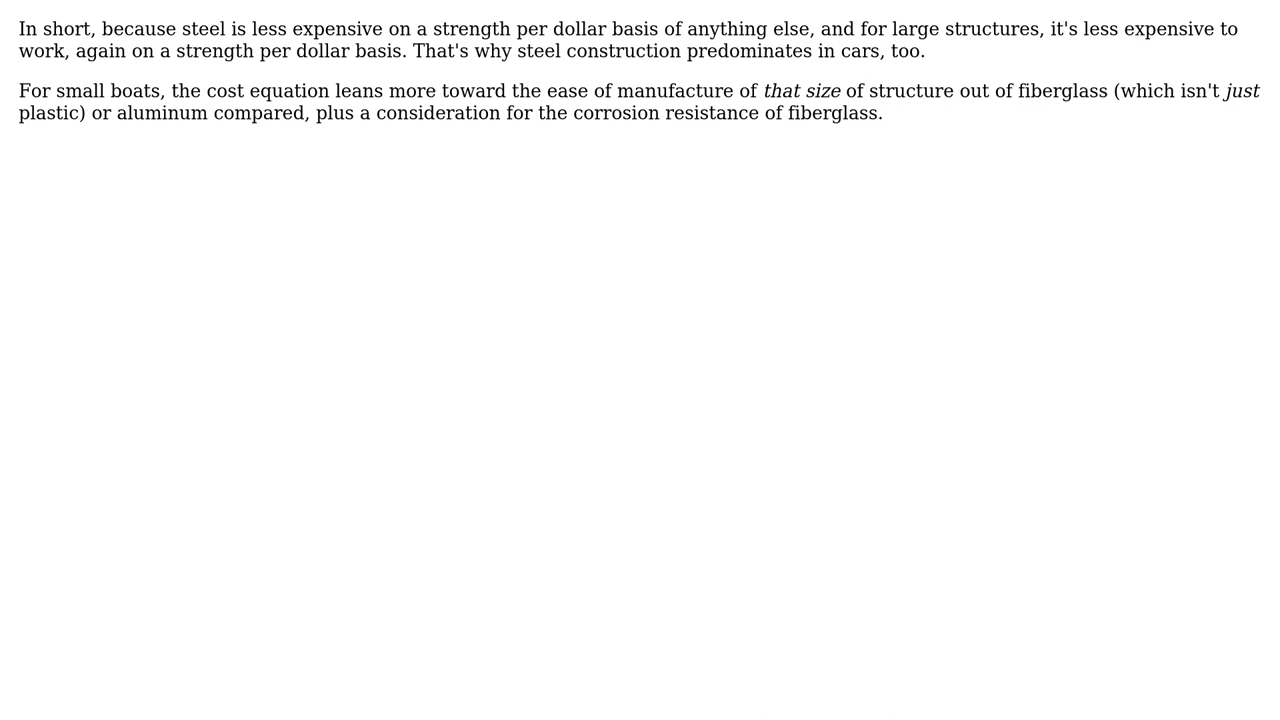 In short, because steel is less expensive on a strength per dollar basis of anything else, and for large structures, it's less expensive to
work, again on a strength per dollar basis. That's why steel construction predominates in cars, too.
For small boats, the cost equation leans more toward the ease of manufacture of that size of structure out of fiberglass (which isn't just
plastic) or aluminum compared, plus a consideration for the corrosion resistance of fiberglass.